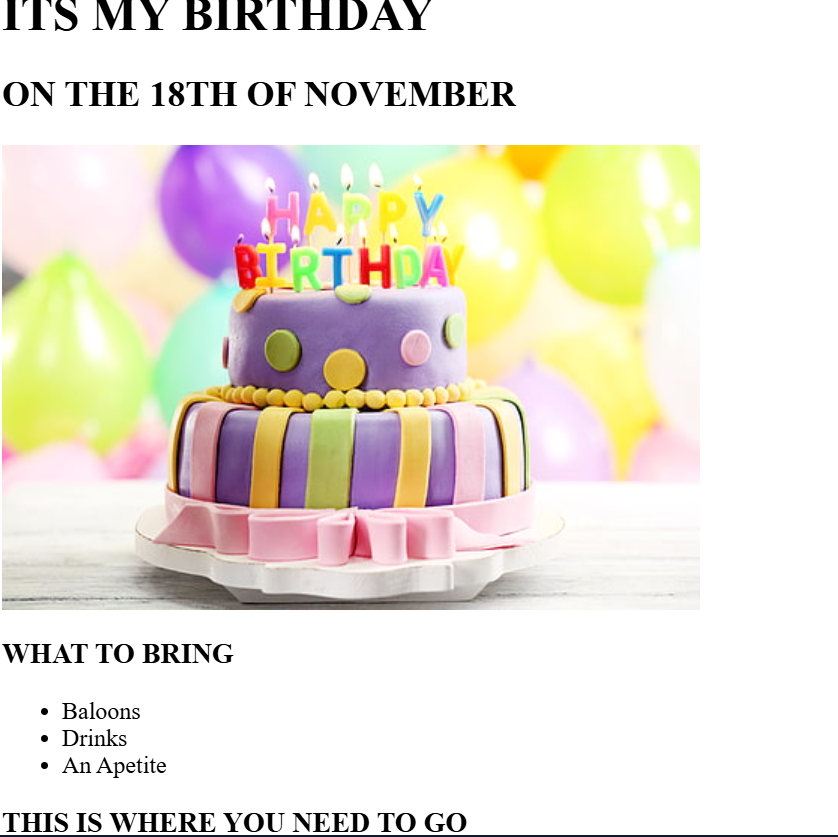 ITS MY BIRTHDAY
ON THE 18TH OF NOVEMBER
HAPPY
BIRTHDAY
WHAT TO BRING
Baloons
Drinks
An Apetite
THIS IS WHERE YOU NEED TO GO